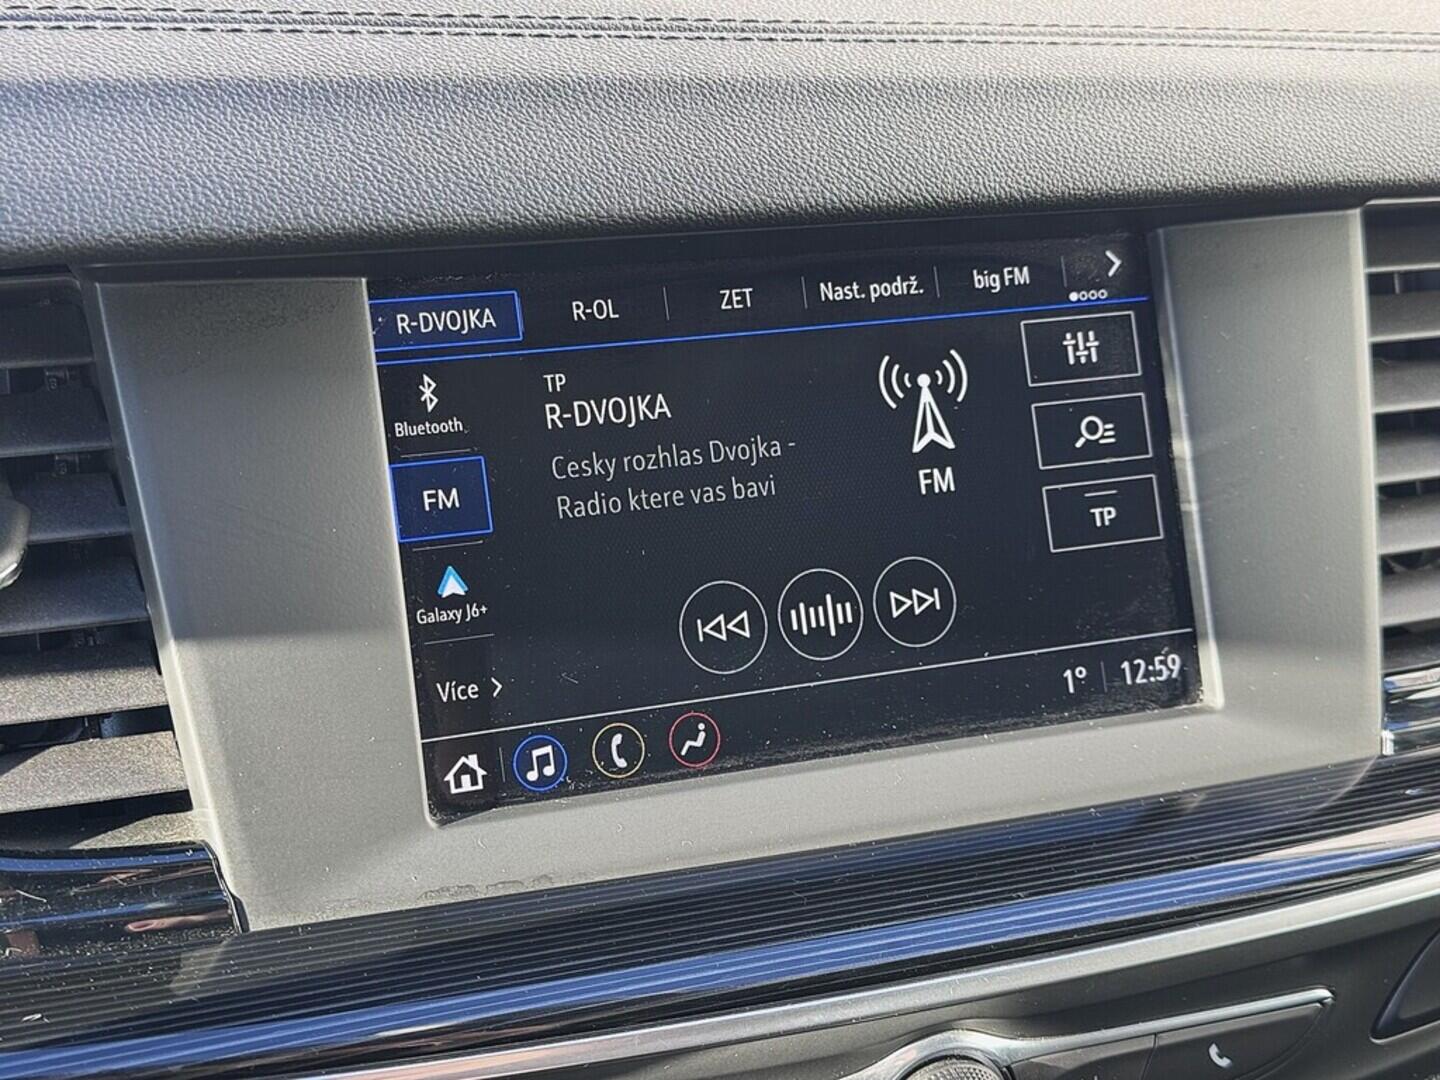 R-DVOJKA
R-OL
ZET
Nast. podrž.
big FM
Bluetooth
FM
Galaxy J6+
Více
TP
R-DVOJKA
Cesky rozhlas Dvojka -
Radio ktere vas bavi
FM
TP
1° 12:59